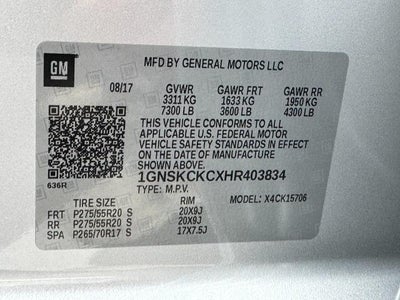 GM
MFD BY GENERAL MOTORS LLC
08/17 GVWR GAWR FRT GAWR RR
3311 KG 1633 KG 1950 KG
7300 LB 3600 LB 4300 LB
THIS VEHICLE CONFORMS TO ALL
APPLICABLE U.S. FEDERAL MOTOR
VEHICLE SAFETY STANDARDS IN EFFECT
ON THE DATE OF MANUFACTURE
SHOWN ABOVE.
1GNSKCKCXHR403834
636R TYPE: M.P.V. MODEL: X4CK15706
TIRE SIZE RIM
FRT P275/55R20 S 20X9J
RR P275/55R20 S 20X9J
SPA P265/70R17 S 17X7.5J